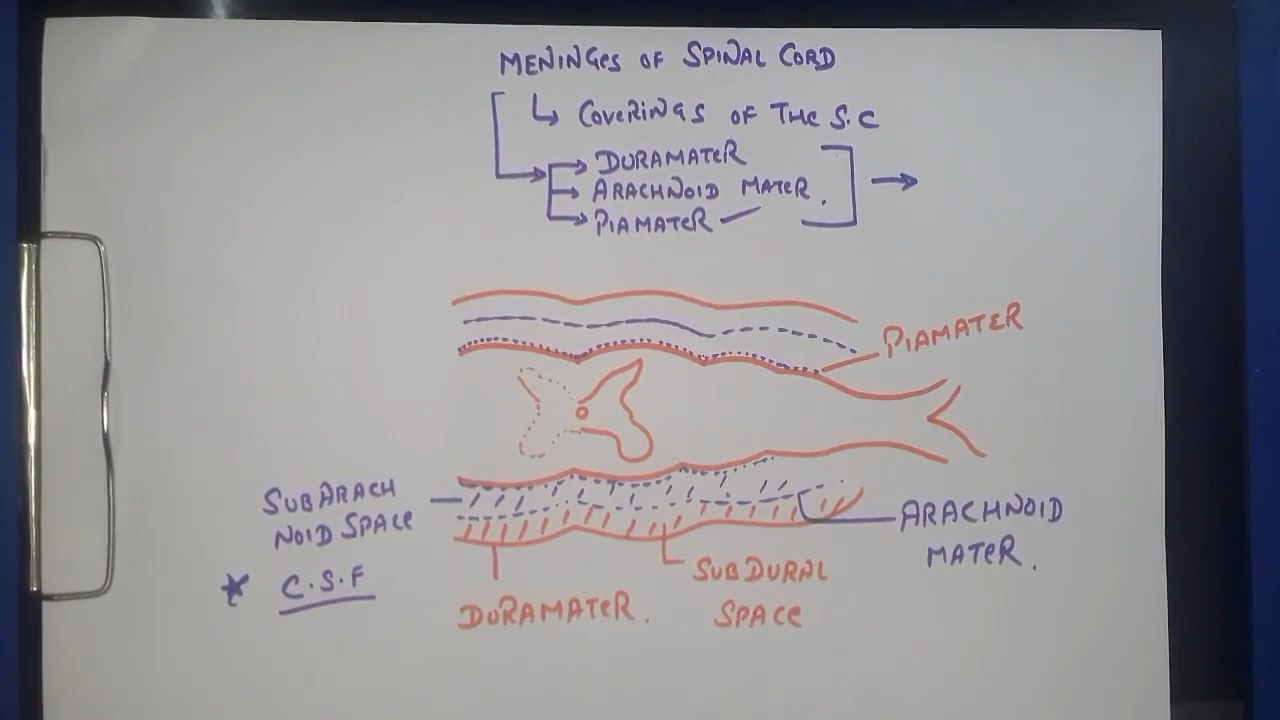 MENINGES OF SPINAL CORD
↳ COVERINGS OF THE S.C
→ DURAMATER
→ ARACHNOID MATER.
→ PIAMATER
PIAMATER
SUBARACH
NOID SPACE
* C.S.F
ARACHNOID
MATER.
SUBDURAL
SPACE
DURAMATER.